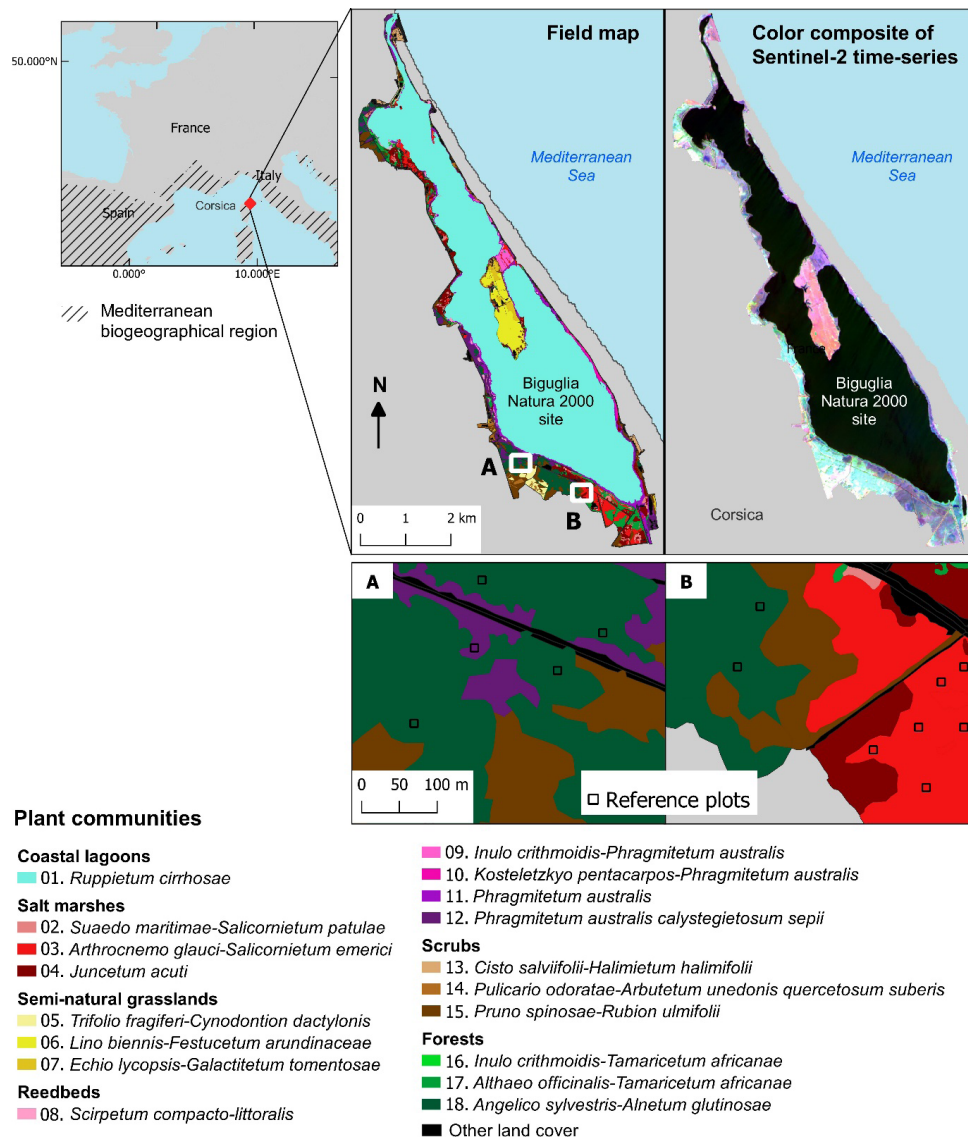 50.000°N
France
Italy
Spain
Corsica
0.000°
10.000°E
Mediterranean
biogeographical region
Field map
Mediterranean
Sea
Biguglia
Natura 2000
site
N
A
B
0 1 2 km
Color composite of
Sentinel-2 time-series
Mediterranean
Sea
France
Biguglia
Natura 2000
site
Corsica
A
0 50 100 m
B
Reference plots
Plant communities
Coastal lagoons
01. Ruppietum cirrhosae
Salt marshes
02. Suaedo maritimae-Salicornietum patulae
03. Arthrocnemo glauci-Salicornietum emerici
04. Juncetum acuti
Semi-natural grasslands
05. Trifolio fragiferi-Cynodontion dactylonis
06. Lino biennis-Festucetum arundinaceae
07. Echio lycopsis-Galactitetum tomentosae
Reedbeds
08. Scirpetum compacto-littoralis
09. Inulo crithmoidis-Phragmitetum australis
10. Kosteletzkyo pentacarpos-Phragmitetum australis
11. Phragmitetum australis
12. Phragmitetum australis calystegietosum sepii
Scrubs
13. Cisto salviifolii-Halimietum halimifolii
14. Pulicario odoratae-Arbutetum unedonis quercetosum suberis
15. Pruno spinosae-Rubion ulmifolii
Forests
16. Inulo crithmoidis-Tamaricetum africanae
17. Althaeo officinalis-Tamaricetum africanae
18. Angelico sylvestris-Alnetum glutinosae
Other land cover